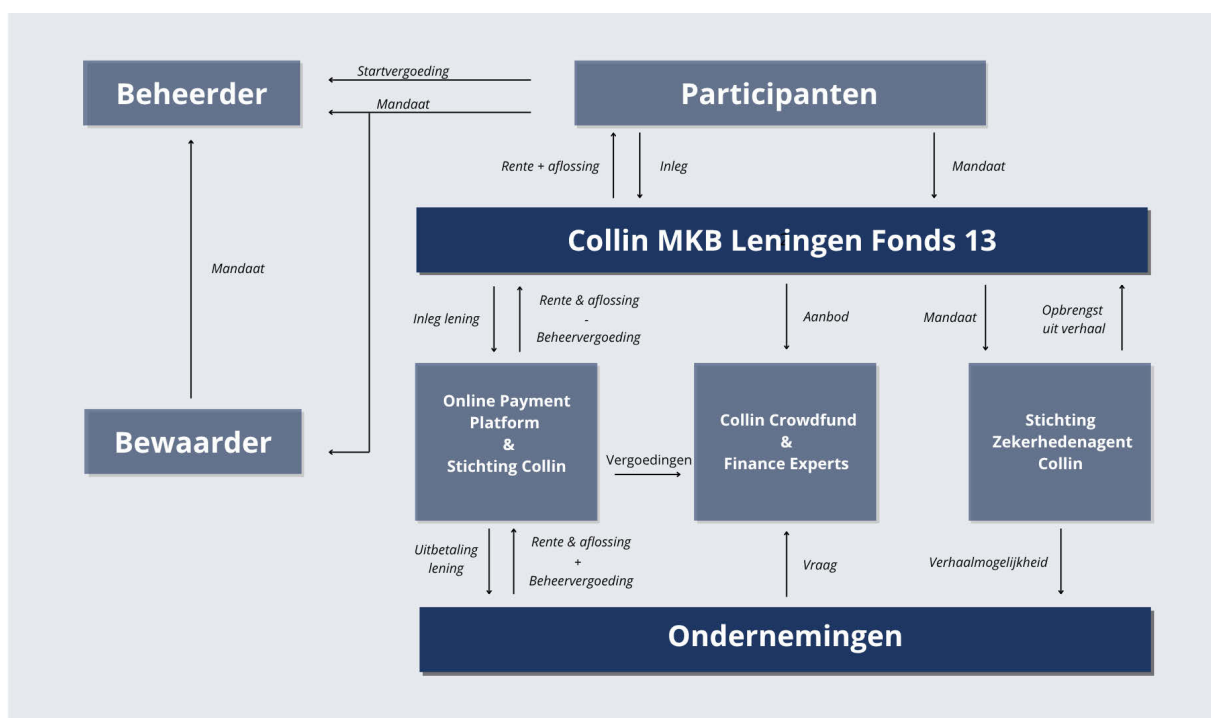 Beheerder
Startvergoeding
Mandaat
Participanten
Rente + aflossing
Inleg
Mandaat
Collin MKB Leningen Fonds 13
Mandaat
Inleg lening
Rente & aflossing
-
Beheervergoeding
Aanbod
Mandaat
Opbrengst
uit verhaal
Bewaarder
Online Payment
Platform
&
Stichting Collin
Vergoedingen
Collin Crowdfund
&
Finance Experts
Stichting
Zekerhedenagent
Collin
Uitbetaling
lening
Rente & aflossing
+
Beheervergoeding
Vraag
Verhaalmogelijkheid
Ondernemingen